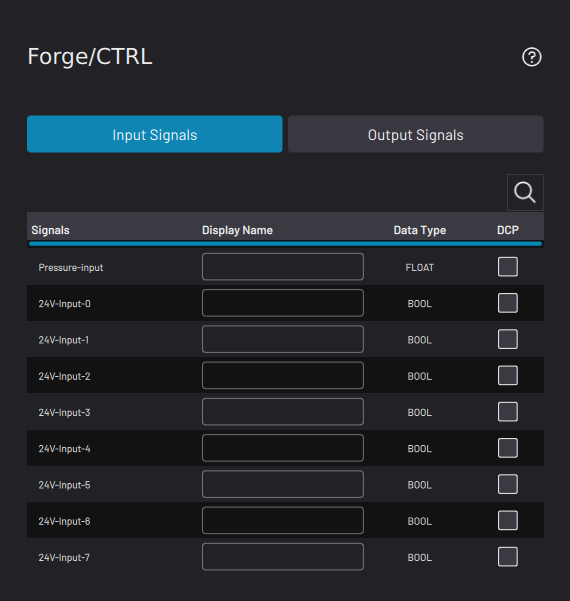 Forge/CTRL
?
Input Signals Output Signals
Signals Display Name Data Type DCP
Pressure-input FLOAT
24V-Input-0 BOOL
24V-Input-1 BOOL
24V-Input-2 BOOL
24V-Input-3 BOOL
24V-Input-4 BOOL
24V-Input-5 BOOL
24V-Input-6 BOOL
24V-Input-7 BOOL